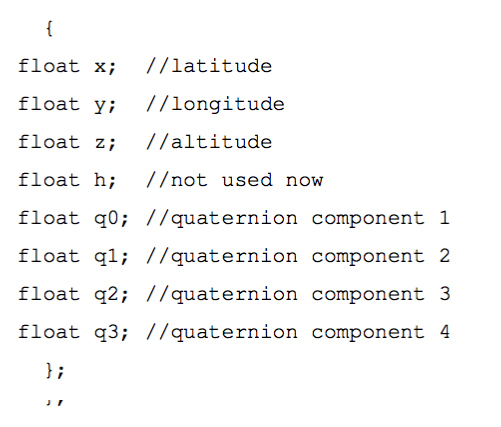 {
float x; //latitude
float y; //longitude
float z; //altitude
float h; //not used now
float q0; //quaternion component 1
float q1; //quaternion component 2
float q2; //quaternion component 3
float q3; //quaternion component 4
};